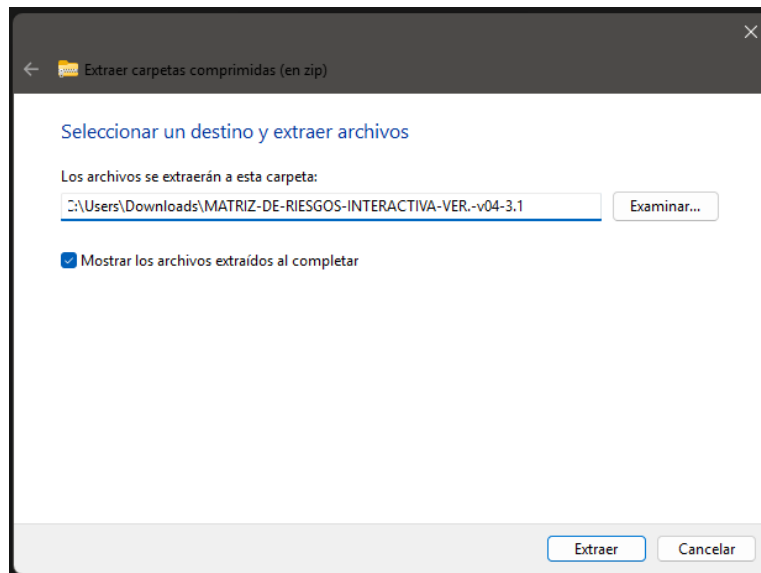 Extraer carpetas comprimidas (en zip)
Seleccionar un destino y extraer archivos
Los archivos se extraerán a esta carpeta:
C:\Users\Downloads\MATRIZ-DE-RIESGOS-INTERACTIVA-VER.-v04-3.1
Examinar...
Mostrar los archivos extraídos al completar
Extraer
Cancelar